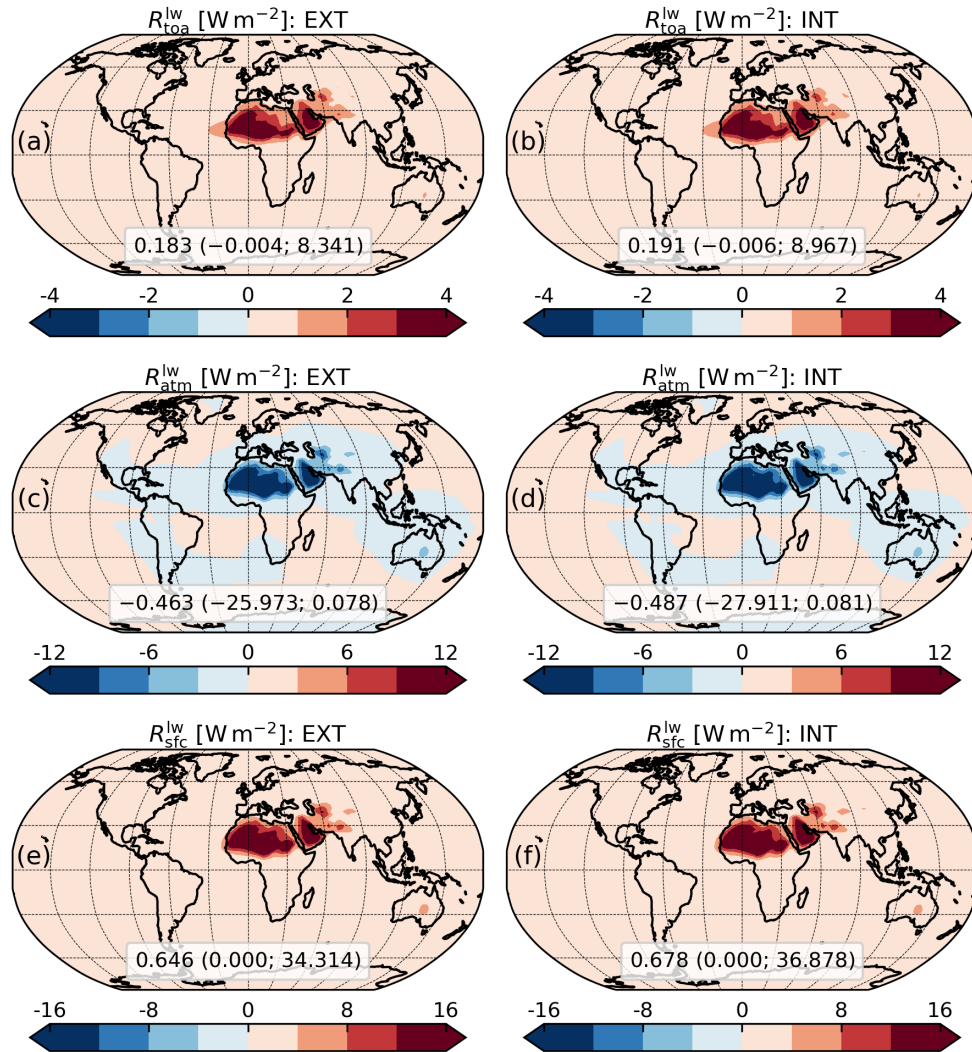 R^lw_toa [W m⁻²]: EXT
R^lw_toa [W m⁻²]: INT
(a)
(b)
0.183 (−0.004; 8.341)
0.191 (−0.006; 8.967)
-4 -2 0 2 4
-4 -2 0 2 4
R^lw_atm [W m⁻²]: EXT
R^lw_atm [W m⁻²]: INT
(c)
(d)
−0.463 (−25.973; 0.078)
−0.487 (−27.911; 0.081)
-12 -6 0 6 12
-12 -6 0 6 12
R^lw_sfc [W m⁻²]: EXT
R^lw_sfc [W m⁻²]: INT
(e)
(f)
0.646 (0.000; 34.314)
0.678 (0.000; 36.878)
-16 -8 0 8 16
-16 -8 0 8 16